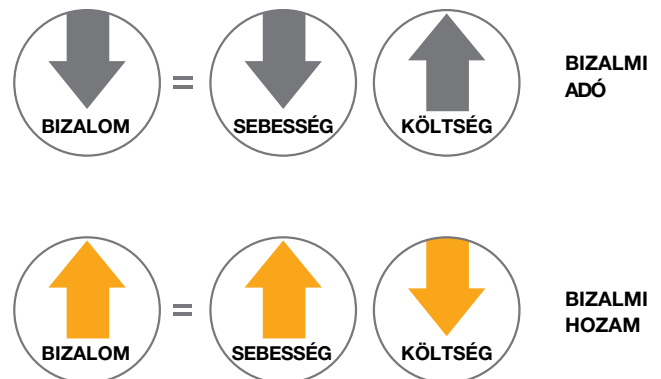 BIZALOM = SEBESSÉG KÖLTSÉG
BIZALMI
ADÓ
BIZALOM = SEBESSÉG KÖLTSÉG
BIZALMI
HOZAM